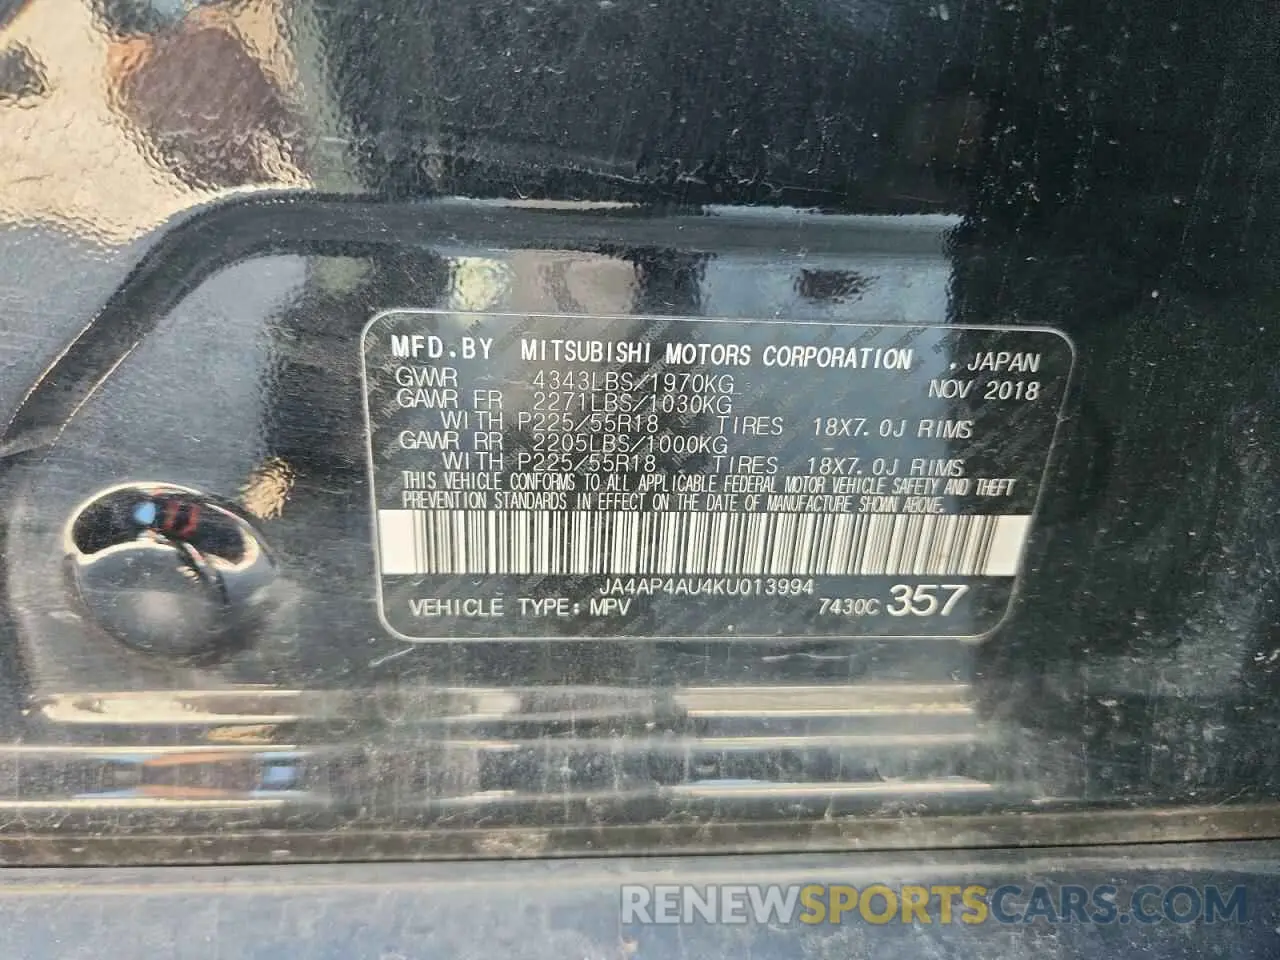 MFD.BY MITSUBISHI MOTORS CORPORATION , JAPAN
GVWR 4343LBS/1970KG NOV 2018
GAWR FR 2271LBS/1030KG
WITH P225/55R18 TIRES 18X7.0J RIMS
GAWR RR 2205LBS/1000KG
WITH P225/55R18 TIRES 18X7.0J RIMS
THIS VEHICLE CONFORMS TO ALL APPLICABLE FEDERAL MOTOR VEHICLE SAFETY AND THEFT
PREVENTION STANDARDS IN EFFECT ON THE DATE OF MANUFACTURE SHOWN ABOVE.
JA4AP4AU4KU013994
VEHICLE TYPE: MPV 7430C 357
RENEWSPORTSCARS.COM